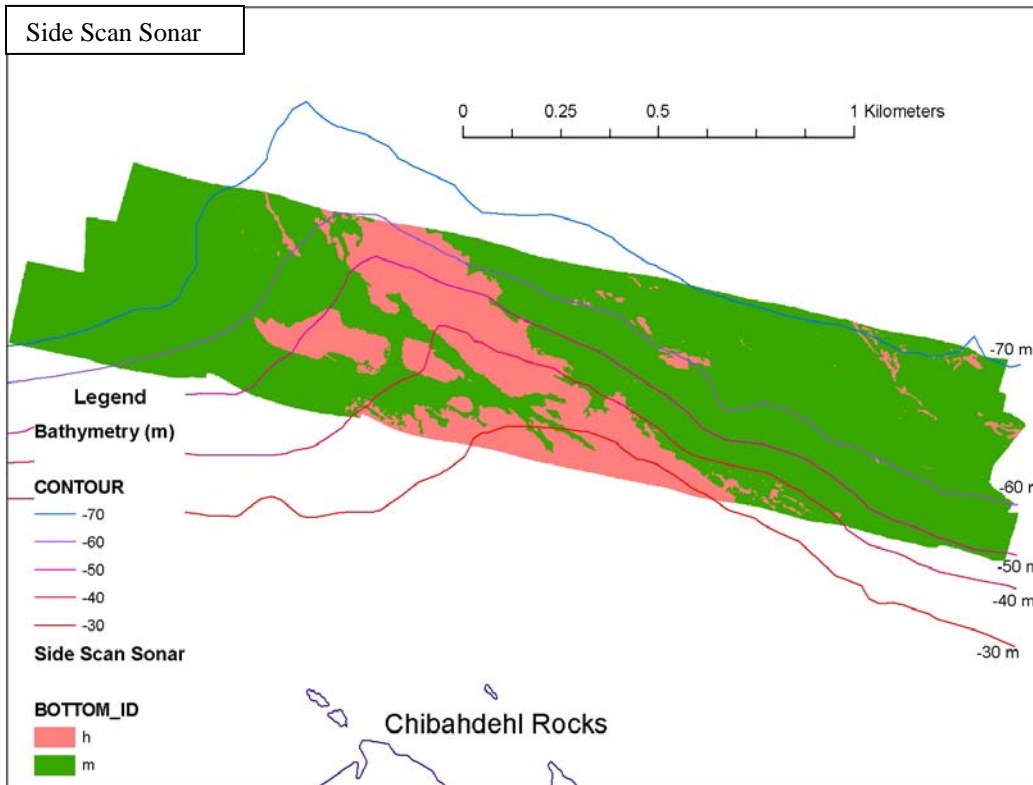 Side Scan Sonar
0 0.25 0.5 1 Kilometers
-70 m
Legend
Bathymetry (m)
CONTOUR
-70
-60
-50
-40
-30
-60 r
-50 m
-40 m
-30 m
Side Scan Sonar
BOTTOM_ID
h
m
Chibahdehl Rocks